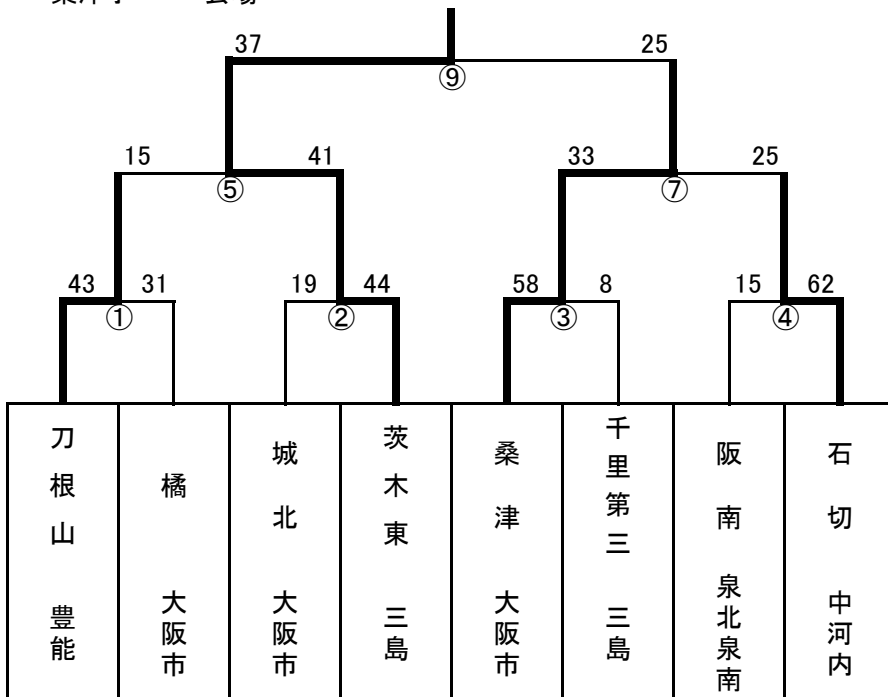 37 25
⑨
15 41 33 25
⑤ ⑦
43 31 19 44 58 8 15 62
① ② ③ ④
刀根山 豊能
橘 大阪市
城北 大阪市
茨木東 三島
桑津 大阪市
千里第三 三島
阪南 泉北泉南
石切 中河内